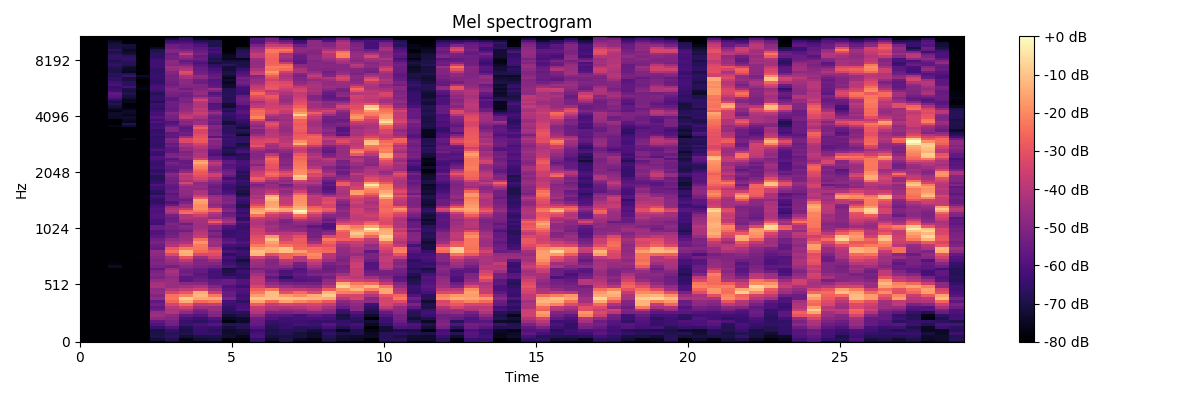 Mel spectrogram
+0 dB
8192
-10 dB
4096
-20 dB
-30 dB
Hz
2048
-40 dB
1024
-50 dB
-60 dB
512
-70 dB
0
-80 dB
0 5 10 15 20 25
Time